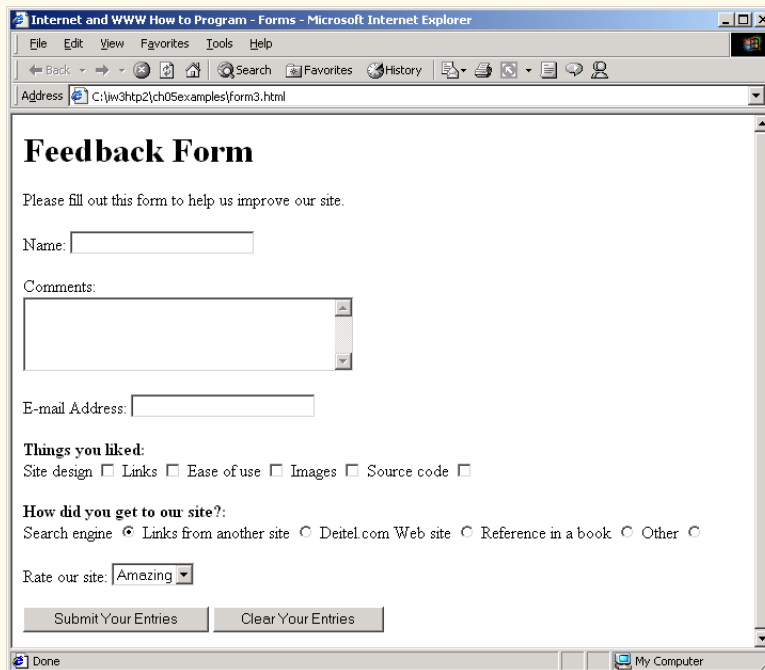 Internet and WWW How to Program - Forms - Microsoft Internet Explorer
File Edit View Favorites Tools Help
Back Search Favorites History
Address C:\iw3htp2\ch05examples\form3.html
Feedback Form
Please fill out this form to help us improve our site.
Name:
Comments:
E-mail Address:
Things you liked:
Site design Links Ease of use Images Source code
How did you get to our site?:
Search engine Links from another site Deitel.com Web site Reference in a book Other
Rate our site: Amazing
Submit Your Entries Clear Your Entries
Done My Computer